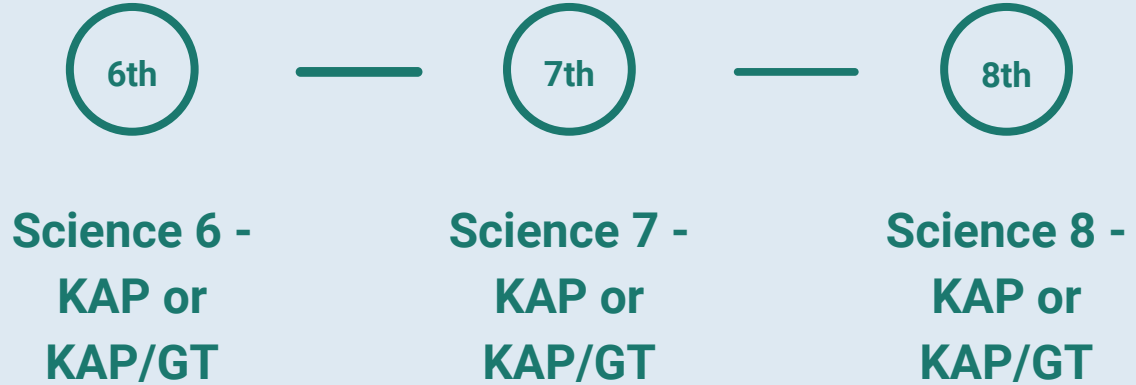 6th
7th
8th
Science 6 -
KAP or
KAP/GT
Science 7 -
KAP or
KAP/GT
Science 8 -
KAP or
KAP/GT